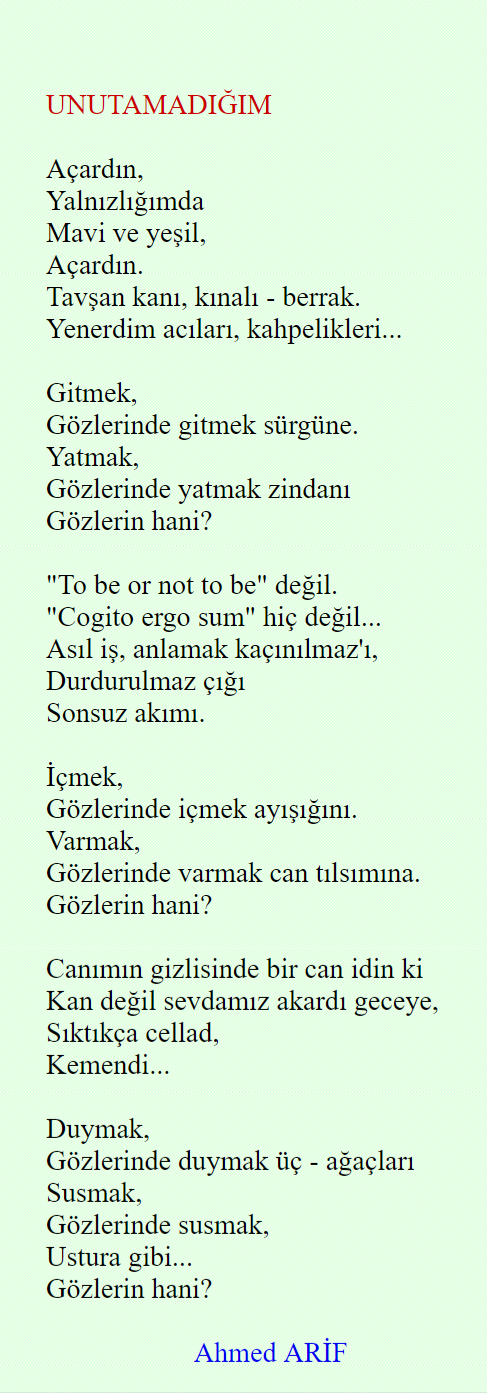 UNUTAMADIĞIM
Açardın,
Yalnızlığımda
Mavi ve yeşil,
Açardın.
Tavşan kanı, kınalı - berrak.
Yenerdim acıları, kahpelikleri...
Gitmek,
Gözlerinde gitmek sürgüne.
Yatmak,
Gözlerinde yatmak zindanı
Gözlerin hani?
"To be or not to be" değil.
"Cogito ergo sum" hiç değil...
Asıl iş, anlamak kaçınılmaz'ı,
Durdurulmaz çığı
Sonsuz akımı.
İçmek,
Gözlerinde içmek ayışığını.
Varmak,
Gözlerinde varmak can tılsımına.
Gözlerin hani?
Canımın gizlisinde bir can idin ki
Kan değil sevdamız akardı geceye,
Sıktıkça cellad,
Kemendi...
Duymak,
Gözlerinde duymak üç - ağaçları
Susmak,
Gözlerinde susmak,
Ustura gibi...
Gözlerin hani?
Ahmed ARİF